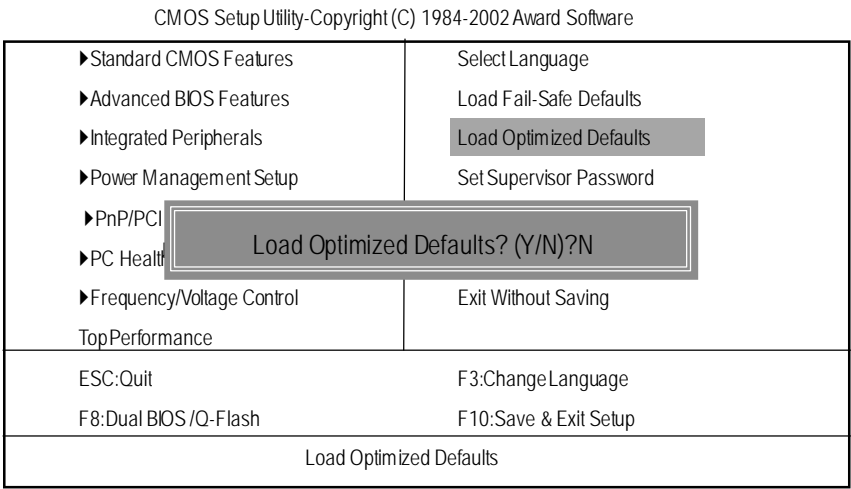 CMOS Setup Utility-Copyright (C) 1984-2002 Award Software
▶Standard CMOS Features
Select Language
▶Advanced BIOS Features
Load Fail-Safe Defaults
▶Integrated Peripherals
Load Optimized Defaults
▶Power Management Setup
Set Supervisor Password
▶PnP/PCI
▶PC Health
Load Optimized Defaults? (Y/N)?N
▶Frequency/Voltage Control
Exit Without Saving
Top Performance
ESC:Quit
F3:Change Language
F8:Dual BIOS /Q-Flash
F10:Save & Exit Setup
Load Optimized Defaults